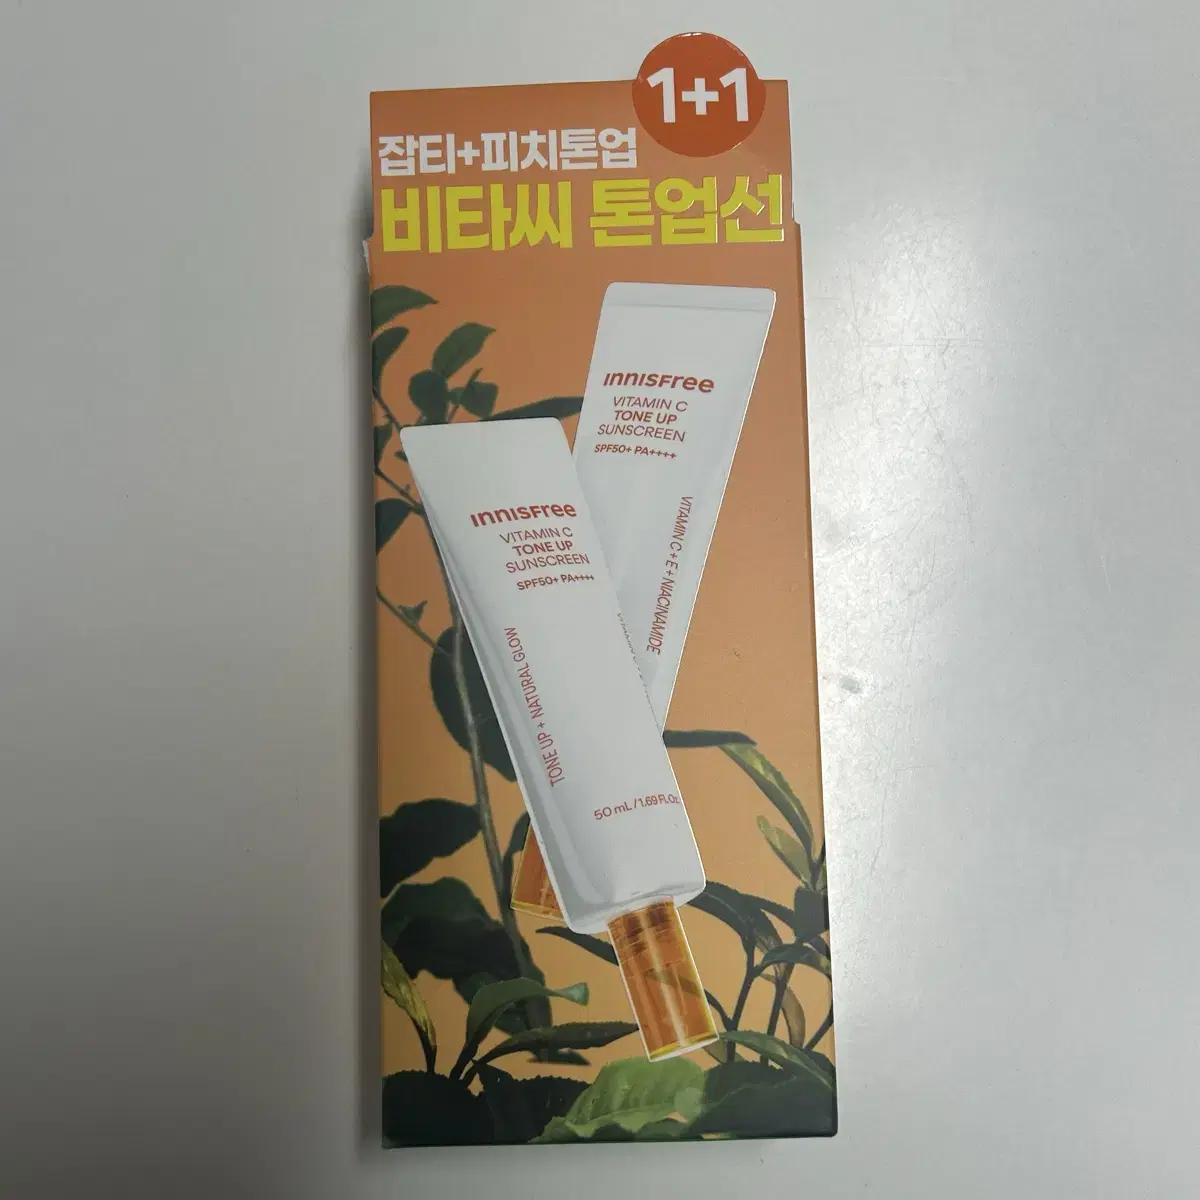 1+1
잡티+피치톤업
비타씨 톤업선
INNISFree
VITAMIN C
TONE UP
SUNSCREEN
SPF50+ PA++++
VITAMIN C + E + NIACINAMIDE
INNISFree
VITAMIN C
TONE UP
SUNSCREEN
SPF50+ PA++++
TONE UP + NATURAL GLOW
50 mL / 1.69 FL.Oz